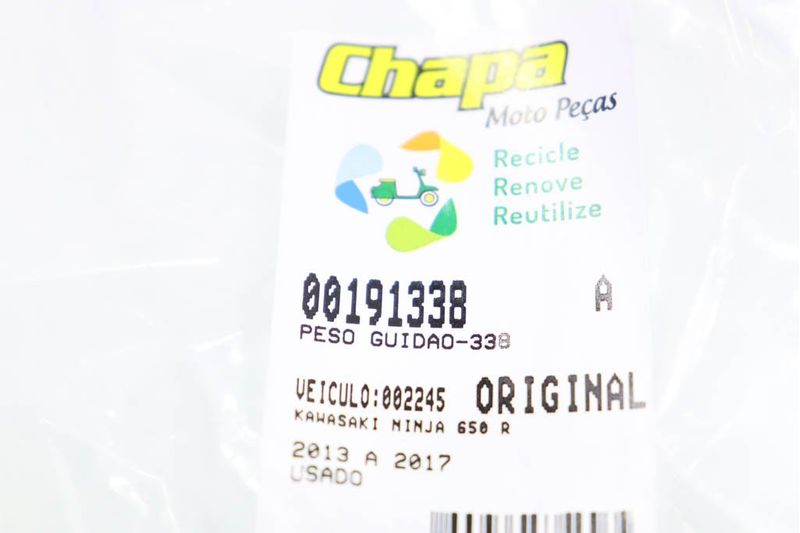 Chapa
Moto Peças
Recicle
Renove
Reutilize
00191338 A
PESO GUIDAO-338
VEICULO:002245 ORIGINAL
KAWASAKI NINJA 650 R
2013 A 2017
USADO